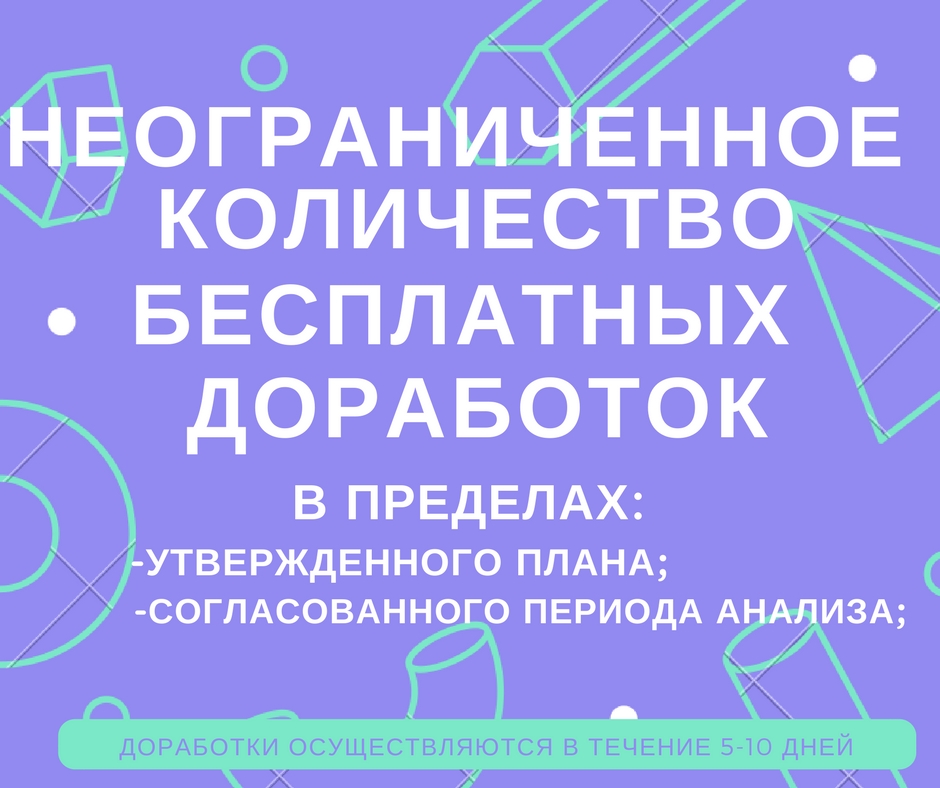 НЕОГРАНИЧЕННОЕ
КОЛИЧЕСТВО
БЕСПЛАТНЫХ
ДОРАБОТОК
В ПРЕДЕЛАХ:
-УТВЕРЖДЕННОГО ПЛАНА;
-СОГЛАСОВАННОГО ПЕРИОДА АНАЛИЗА;
ДОРАБОТКИ ОСУЩЕСТВЛЯЮТСЯ В ТЕЧЕНИЕ 5-10 ДНЕЙ